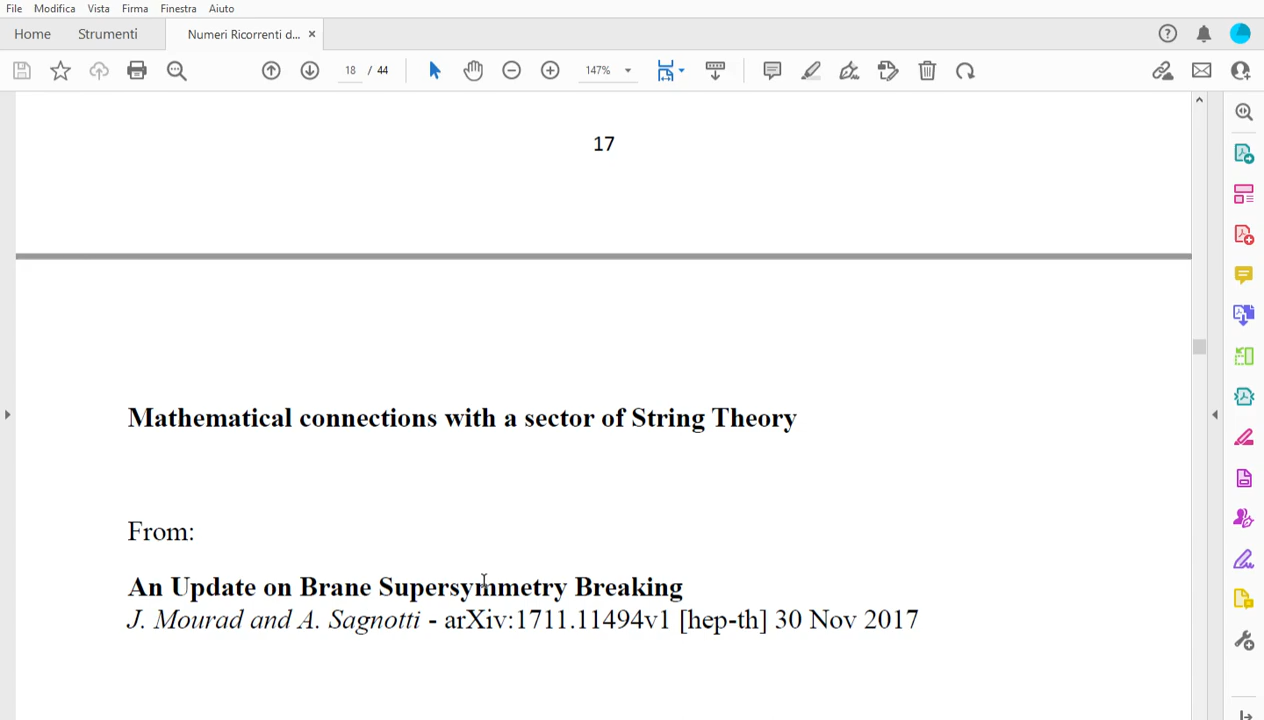 File Modifica Vista Firma Finestra Aiuto
Home Strumenti Numeri Ricorrenti d... ×
18 / 44 147%
17
Mathematical connections with a sector of String Theory
From:
An Update on Brane Supersymmetry Breaking
J. Mourad and A. Sagnotti - arXiv:1711.11494v1 [hep-th] 30 Nov 2017